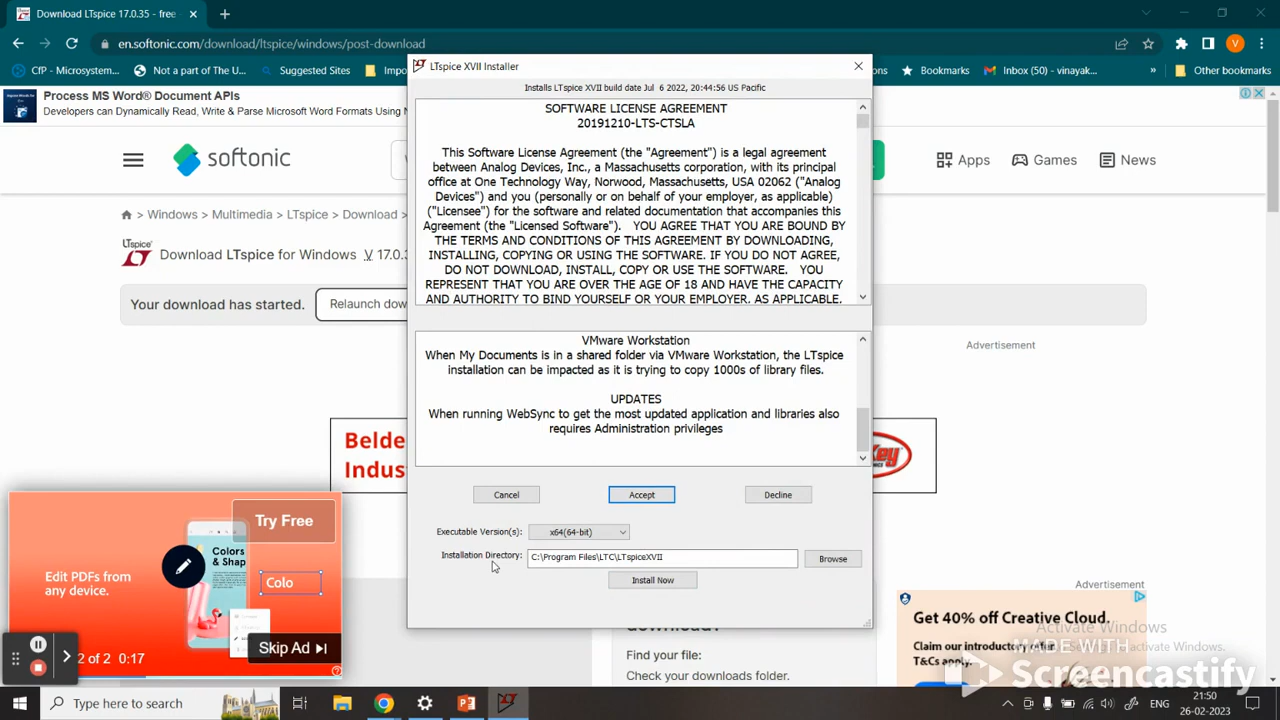 Download LTspice 17.0.35 - free
en.softonic.com/download/ltspice/windows/post-download
CfP - Microsystem...
Not a part of The U...
Suggested Sights
Impo
Bookmarks
Inbox (50) - vinayak...
Other bookmarks
Process MS Word® Document APIs
Developers can Dynamically Read, Write & Parse Microsoft Word Formats
softonic
Apps
Games
News
Windows > Multimedia > LTspice > Download >
Download LTspice for Windows V 17.0.3
Your download has started.
Relaunch dow
Advertisement
Belde
Indus
Key
LTspice XVII Installer
Installs LTspice XVII build date Jul 6 2022, 20:44:56 US Pacific
SOFTWARE LICENSE AGREEMENT
20191210-LTS-CTSLA
This Software License Agreement (the "Agreement") is a legal agreement
between Analog Devices, Inc., a Massachusetts corporation, with its principal
office at One Technology Way, Norwood, Massachusetts, USA 02062 ("Analog
Devices") and you (personally or on behalf of your employer, as applicable)
("Licensee") for the software and related documentation that accompanies this
Agreement (the "Licensed Software"). YOU AGREE THAT YOU ARE BOUND BY
THE TERMS AND CONDITIONS OF THIS AGREEMENT BY DOWNLOADING,
INSTALLING, COPYING OR USING THE SOFTWARE. IF YOU DO NOT AGREE,
DO NOT DOWNLOAD, INSTALL, COPY OR USE THE SOFTWARE. YOU
REPRESENT THAT YOU ARE OVER THE AGE OF 18 AND HAVE THE CAPACITY
AND AUTHORITY TO BIND YOURSELF OR YOUR EMPLOYER, AS APPLICABLE,
VMware Workstation
When My Documents is in a shared folder via VMware Workstation, the LTspice
installation can be impacted as it is trying to copy 1000s of library files.
UPDATES
When running WebSync to get the most updated application and libraries also
requires Administration privileges
Cancel
Accept
Decline
Executable Version(s):
x64(64-bit)
Installation Directory:
C:\Program Files\LTC\LTspiceXVII
Browse
Install Now
Try Free
Colors
& Shap
Edit PDFs from
any device.
Colo
Skip Ad
2 of 2
0:17
Find your file:
Check your downloads folder.
Advertisement
Get 40% off Creative Cloud.
Claim our introductory
T&Cs apply.
Activate Windows
MADE WITH
Screencastify
Type here to search
ENG
21:50
26-02-2023